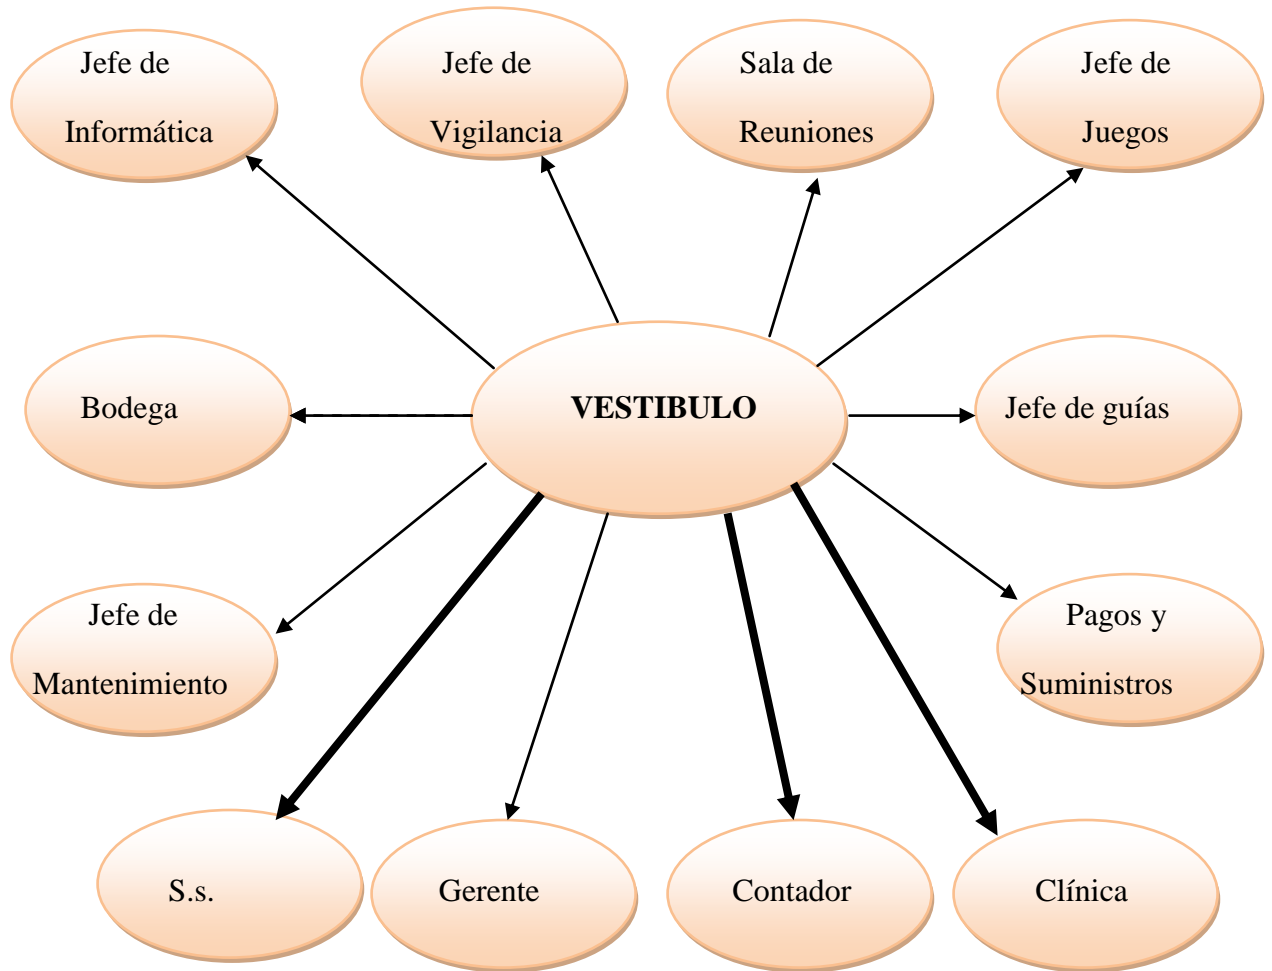 Jefe de
Informática
Jefe de
Vigilancia
Sala de
Reuniones
Jefe de
Juegos
Bodega
VESTIBULO
Jefe de guías
Jefe de
Mantenimiento
Pagos y
Suministros
S.s.
Gerente
Contador
Clínica